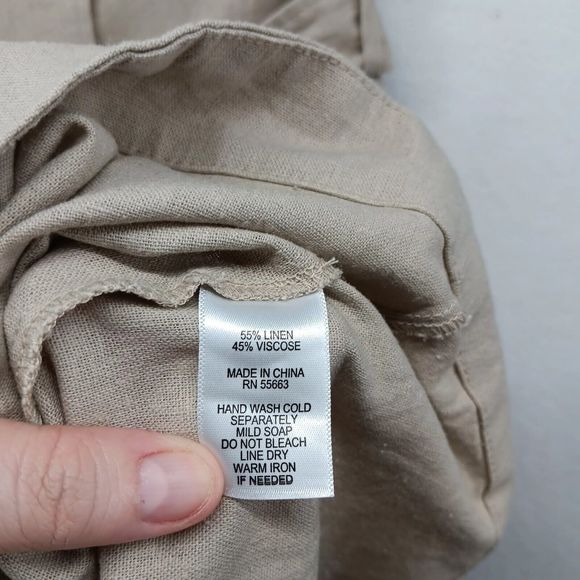 55% LINEN
45% VISCOSE
MADE IN CHINA
RN 55663
HAND WASH COLD
SEPARATELY
MILD SOAP
DO NOT BLEACH
LINE DRY
WARM IRON
IF NEEDED